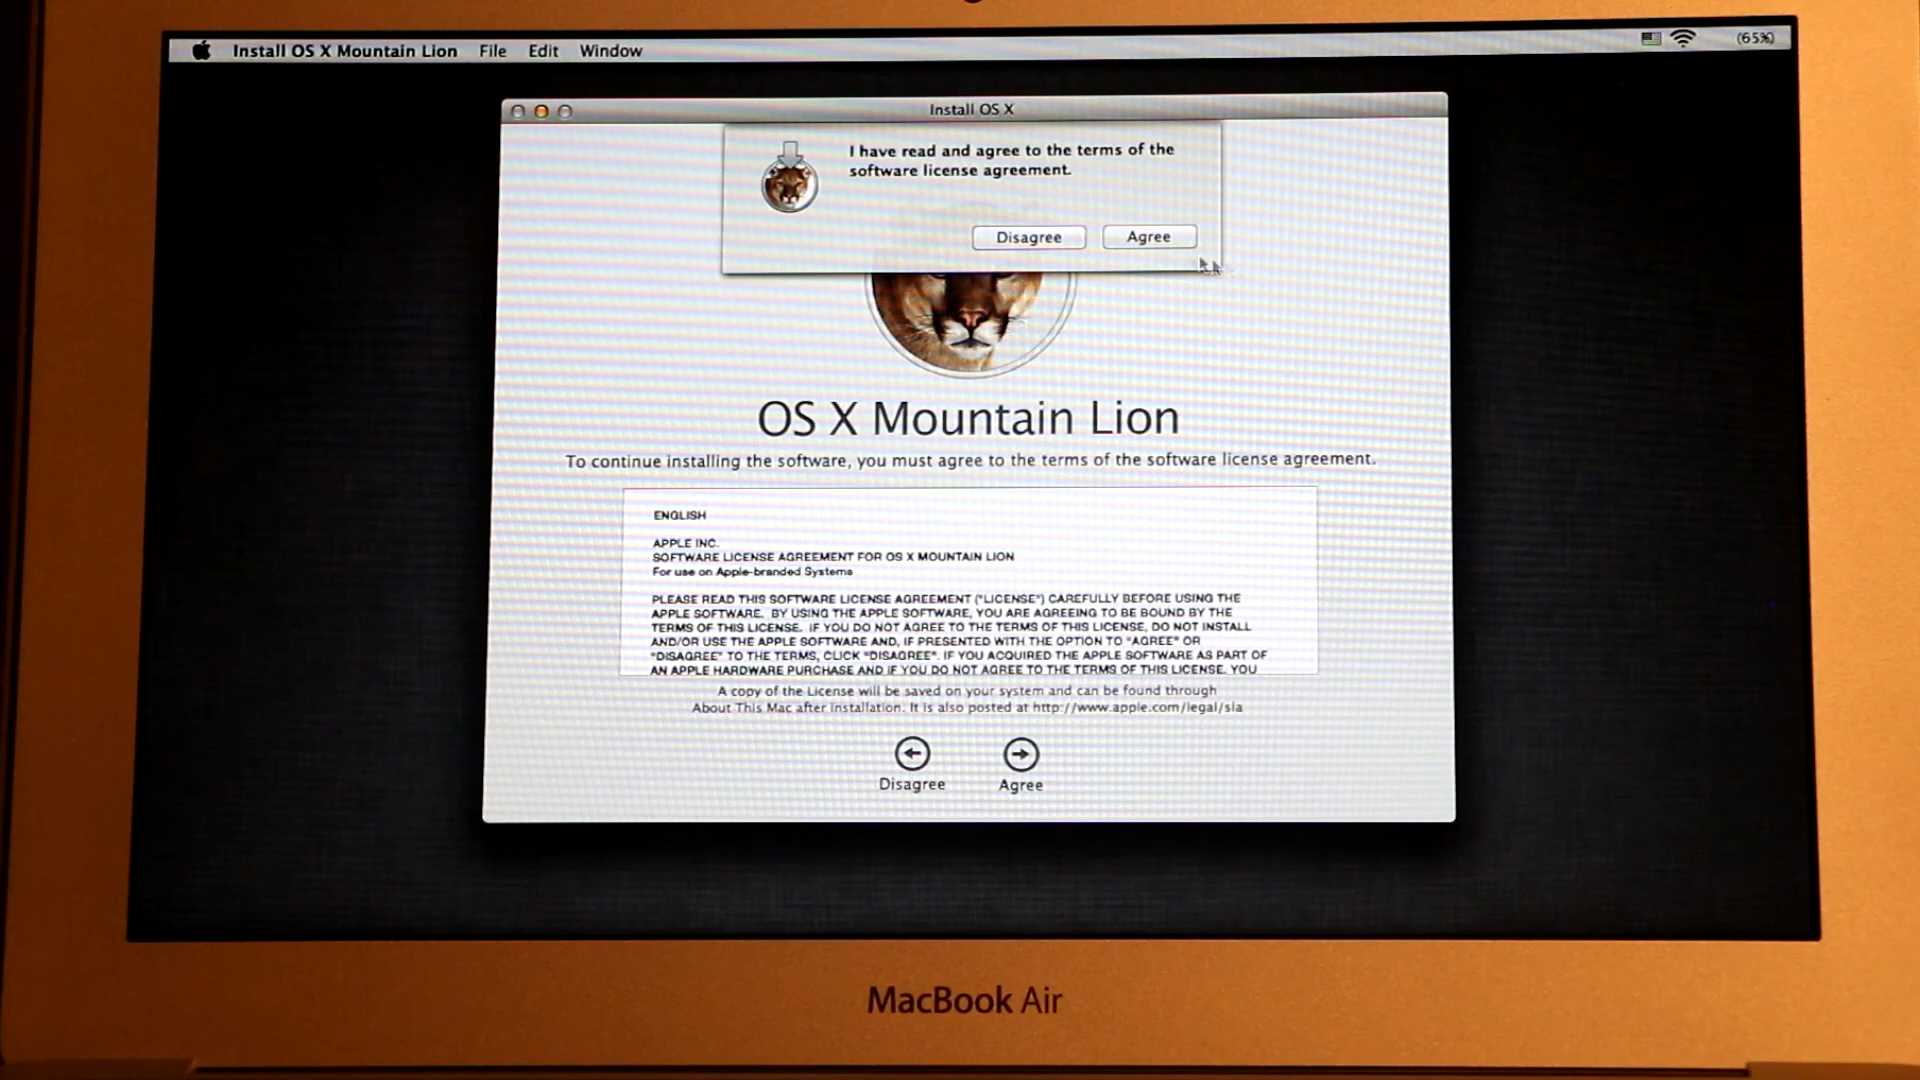 Install OS X Mountain Lion File Edit Window (65%)
Install OS X
I have read and agree to the terms of the
software license agreement.
Disagree Agree
OS X Mountain Lion
To continue installing the software, you must agree to the terms of the software license agreement.
ENGLISH
APPLE INC.
SOFTWARE LICENSE AGREEMENT FOR OS X MOUNTAIN LION
For use on Apple-branded Systems
PLEASE READ THIS SOFTWARE LICENSE AGREEMENT ("LICENSE") CAREFULLY BEFORE USING THE
APPLE SOFTWARE. BY USING THE APPLE SOFTWARE, YOU ARE AGREEING TO BE BOUND BY THE
TERMS OF THIS LICENSE. IF YOU DO NOT AGREE TO THE TERMS OF THIS LICENSE, DO NOT INSTALL
AND/OR USE THE APPLE SOFTWARE AND, IF PRESENTED WITH THE OPTION TO "AGREE" OR
"DISAGREE" TO THE TERMS, CLICK "DISAGREE". IF YOU ACQUIRED THE APPLE SOFTWARE AS PART OF
AN APPLE HARDWARE PURCHASE AND IF YOU DO NOT AGREE TO THE TERMS OF THIS LICENSE, YOU
A copy of the License will be saved on your system and can be found through
About This Mac after installation. It is also posted at http://www.apple.com/legal/sla
Disagree Agree
MacBook Air